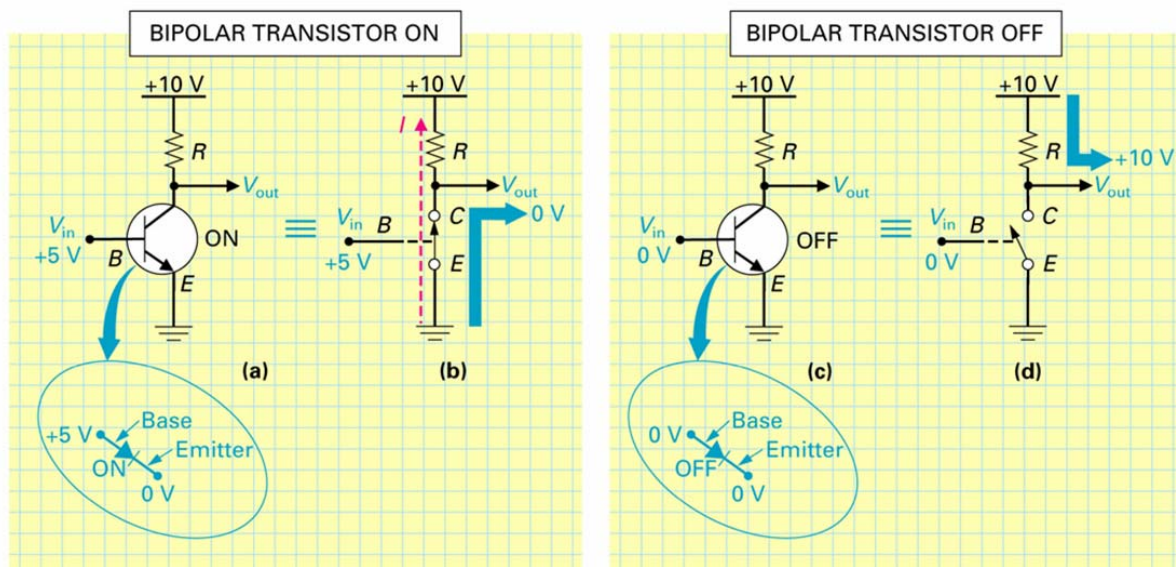 BIPOLAR TRANSISTOR ON
+10 V
R
Vout
Vin
+5 V
B
ON
E
(a)
+5 V
Base
ON
Emitter
0 V
+10 V
I
R
Vout
C
0 V
Vin
B
+5 V
E
(b)
BIPOLAR TRANSISTOR OFF
+10 V
R
Vout
Vin
0 V
B
OFF
E
(c)
0 V
Base
OFF
Emitter
0 V
+10 V
R
+10 V
Vout
C
Vin
B
0 V
E
(d)